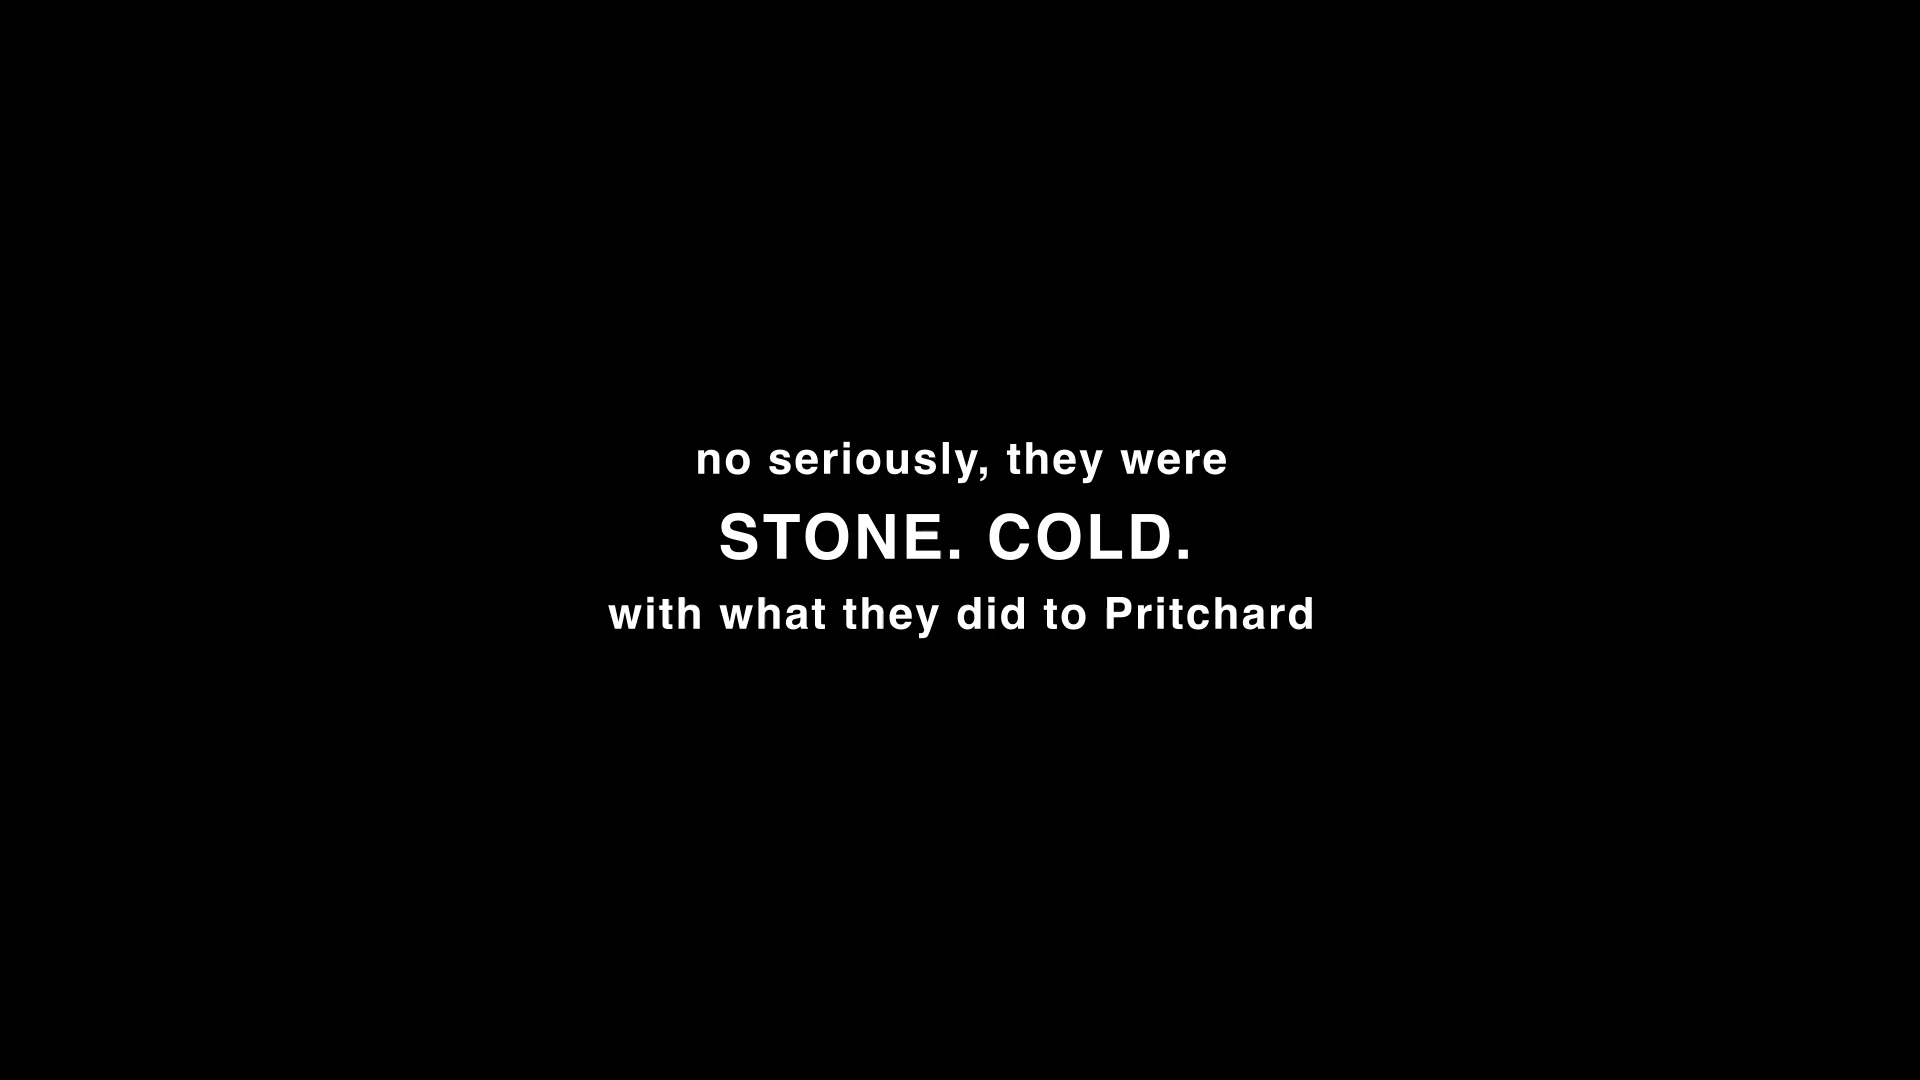 no seriously, they were
STONE. COLD.
with what they did to Pritchard